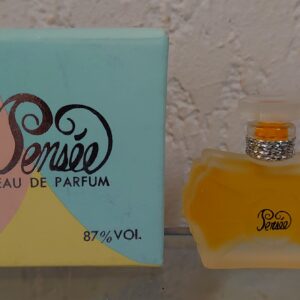 Pensée
EAU DE PARFUM
87% VOL.
Pensée